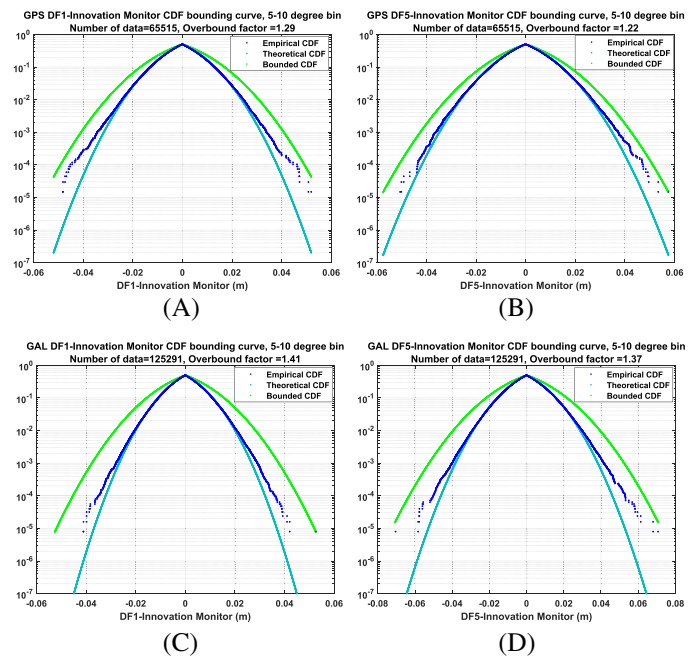 GPS DF1-Innovation Monitor CDF bounding curve, 5-10 degree bin
Number of data=65515, Overbound factor =1.29
Empirical CDF
Theoretical CDF
Bounded CDF
10^0
10^-1
10^-2
10^-3
10^-4
10^-5
10^-6
10^-7
-0.06 -0.04 -0.02 0 0.02 0.04 0.06
DF1-Innovation Monitor (m)
(A)
GPS DF5-Innovation Monitor CDF bounding curve, 5-10 degree bin
Number of data=65515, Overbound factor =1.22
Empirical CDF
Theoretical CDF
Bounded CDF
10^0
10^-1
10^-2
10^-3
10^-4
10^-5
10^-6
10^-7
-0.06 -0.04 -0.02 0 0.02 0.04 0.06
DF5-Innovation Monitor (m)
(B)
GAL DF1-Innovation Monitor CDF bounding curve, 5-10 degree bin
Number of data=125291, Overbound factor =1.41
Empirical CDF
Theoretical CDF
Bounded CDF
10^0
10^-1
10^-2
10^-3
10^-4
10^-5
10^-6
10^-7
-0.06 -0.04 -0.02 0 0.02 0.04 0.06
DF1-Innovation Monitor (m)
(C)
GAL DF5-Innovation Monitor CDF bounding curve, 5-10 degree bin
Number of data=125291, Overbound factor =1.37
Empirical CDF
Theoretical CDF
Bounded CDF
10^0
10^-1
10^-2
10^-3
10^-4
10^-5
10^-6
10^-7
-0.08 -0.06 -0.04 -0.02 0 0.02 0.04 0.06 0.08
DF5-Innovation Monitor (m)
(D)